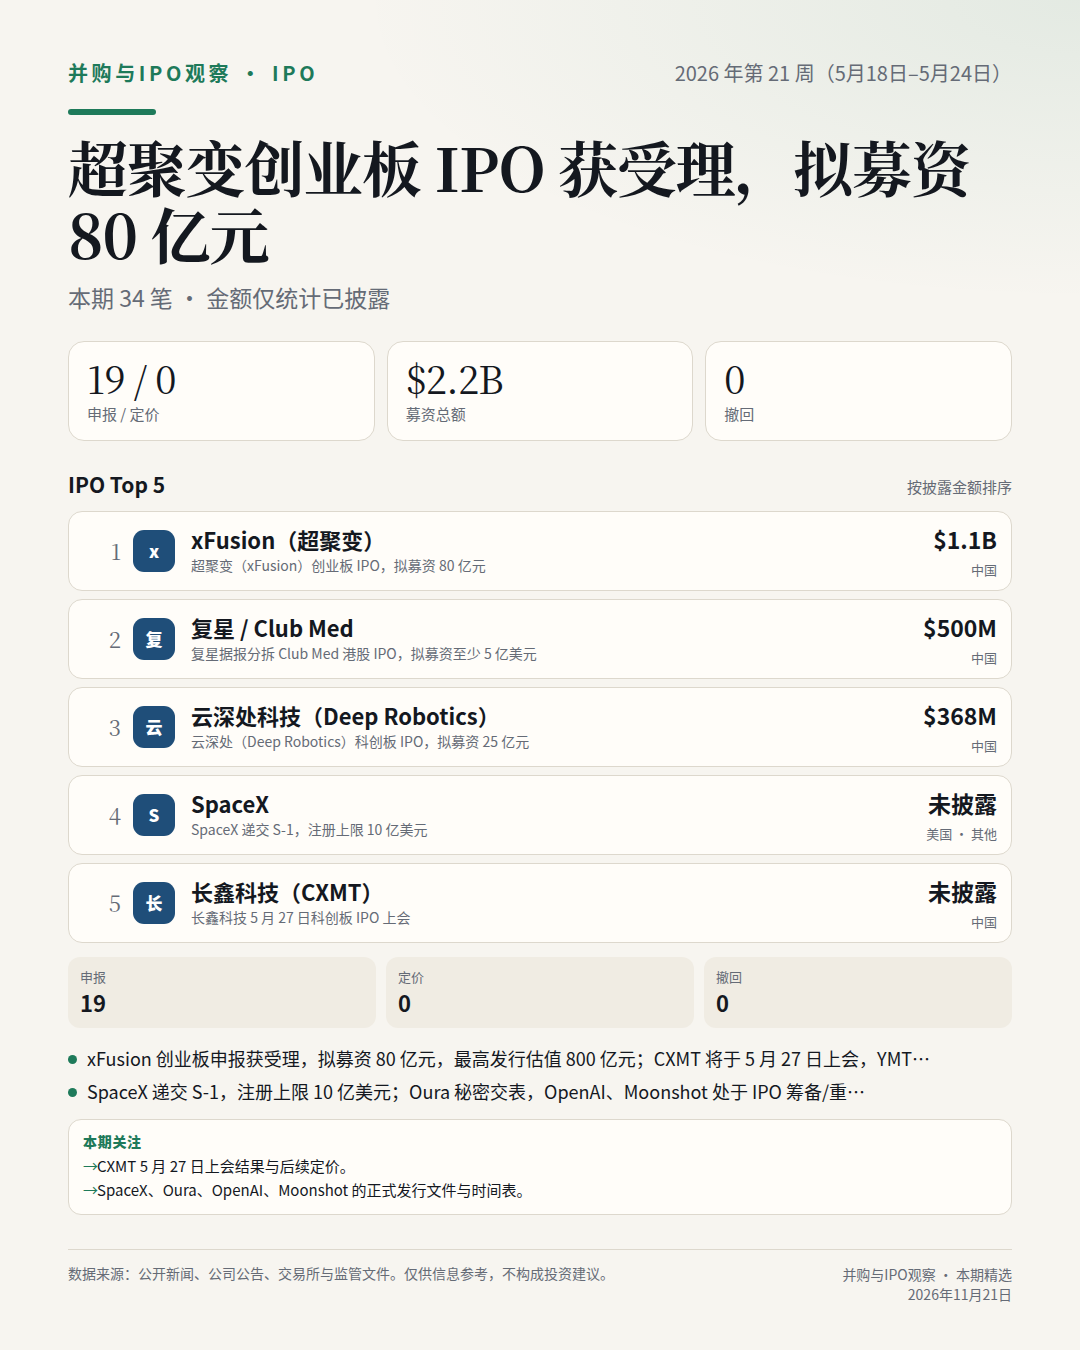 并购与IPO观察 · IPO
2026 年第 21 周（5月18日–5月24日）
超聚变创业板 IPO 获受理，拟募资
80 亿元
本期 34 笔 · 金额仅统计已披露
19 / 0
申报 / 定价
$2.2B
募资总额
0
撤回
IPO Top 5
按披露金额排序
1
x
xFusion（超聚变）
超聚变（xFusion）创业板 IPO，拟募资 80 亿元
$1.1B
中国
2
复
复星 / Club Med
复星据报分拆 Club Med 港股 IPO，拟募资至少 5 亿美元
$500M
中国
3
云
云深处科技（Deep Robotics）
云深处（Deep Robotics）科创板 IPO，拟募资 25 亿元
$368M
中国
4
S
SpaceX
SpaceX 递交 S-1，注册上限 10 亿美元
未披露
美国 · 其他
5
长
长鑫科技（CXMT）
长鑫科技 5 月 27 日科创板 IPO 上会
未披露
中国
申报
19
定价
0
撤回
0
xFusion 创业板申报获受理，拟募资 80 亿元，最高发行估值 800 亿元；CXMT 将于 5 月 27 日上会，YMT…
SpaceX 递交 S-1，注册上限 10 亿美元；Oura 秘密交表，OpenAI、Moonshot 处于 IPO 筹备/重…
本期关注
→CXMT 5 月 27 日上会结果与后续定价。
→SpaceX、Oura、OpenAI、Moonshot 的正式发行文件与时间表。
数据来源：公开新闻、公司公告、交易所与监管文件。仅供信息参考，不构成投资建议。
并购与IPO观察 · 本期精选
2026年11月21日